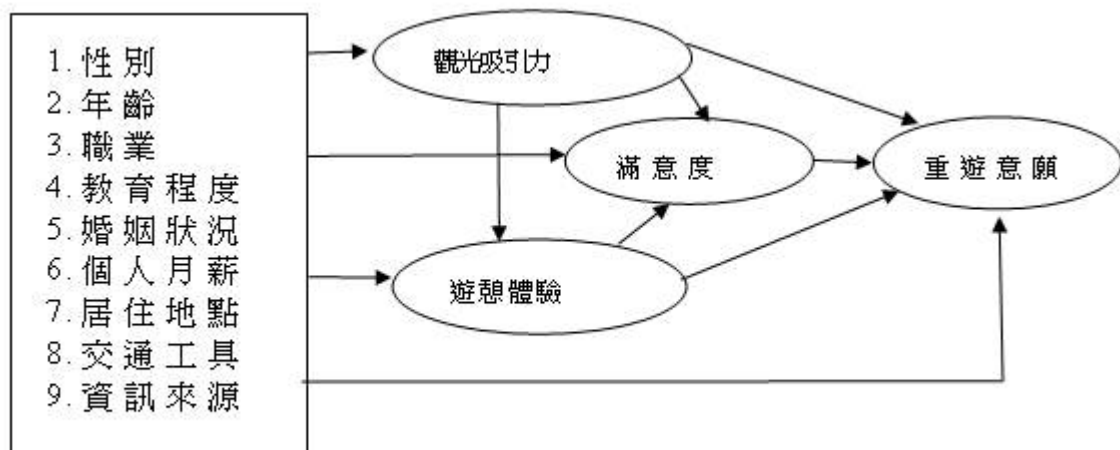 1. 性別
2. 年齡
3. 職業
4. 教育程度
5. 婚姻狀況
6. 個人月薪
7. 居住地點
8. 交通工具
9. 資訊來源
觀光吸引力
滿意度
重遊意願
遊憩體驗